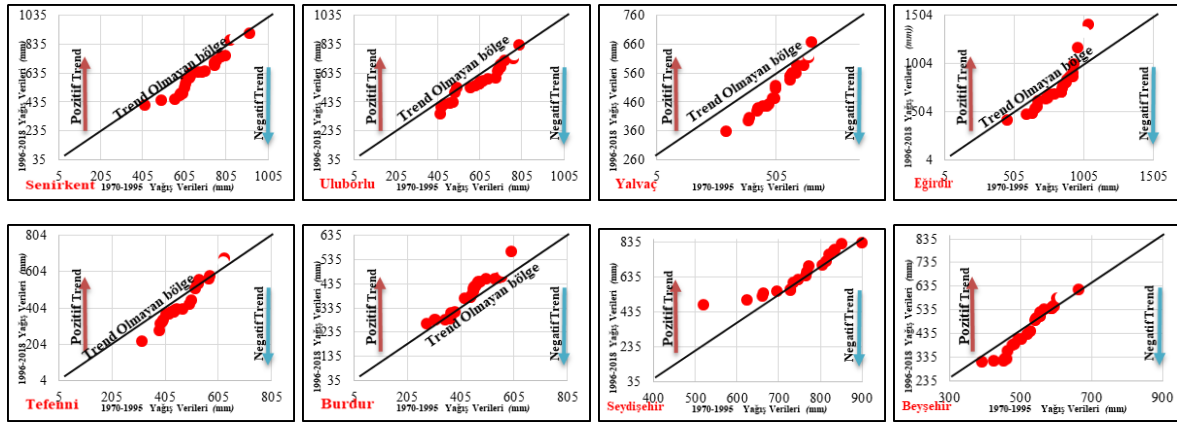 1035
835
635
435
235
35
1996-2018 Yağış Verileri (mm)
Pozitif Trend
Trend Olmayan bölge
Negatif Trend
5 205 405 605 805 1005
Senirkent 1970-1995 Yağış Verileri (mm)
1035
835
635
435
235
35
1996-2018 Yağış Verileri (mm)
Pozitif Trend
Trend Olmayan bölge
Negatif Trend
5 205 405 605 805 1005
Uluborlu 1970-1995 Yağış Verileri (mm)
760
660
560
460
360
260
1996-2018 Yağış Verileri (mm)
Pozitif Trend
Trend Olmayan bölge
Negatif Trend
5 505
Yalvaç 1970-1995 Yağış Verileri (mm)
1504
1004
504
4
1996-2018 Yağış Verileri (mm)
Pozitif Trend
Trend Olmayan bölge
Negatif Trend
5 505 1005 1505
Eğirdir 1970-1995 Yağış Verileri (mm)
804
604
404
204
4
1996-2018 Yağış Verileri (mm)
Pozitif Trend
Trend Olmayan bölge
Negatif Trend
5 205 405 605 805
Tefenni 1970-1995 Yağış Verileri (mm)
635
535
435
335
235
135
35
1996-2018 Yağış Verileri (mm)
Pozitif Trend
Trend Olmayan bölge
Negatif Trend
5 105 205 305 405 505 605
Burdur 1970-1995 Yağış Verileri (mm)
835
635
435
235
35
1996-2018 Yağış Verileri (mm)
Pozitif Trend
Negatif Trend
400 500 600 700 800 900
Seydişehir 1970-1995 Yağış Verileri (mm)
835
735
635
535
435
335
235
1996-2018 Yağış Verileri (mm)
Pozitif Trend
Negatif Trend
300 500 700 900
Beyşehir 1970-1995 Yağış Verileri (mm)